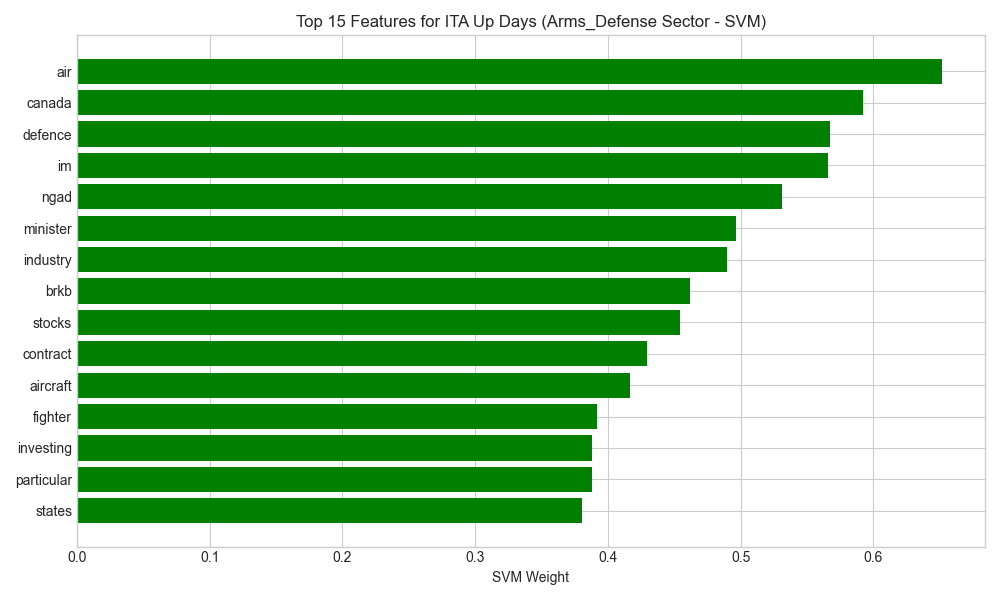 Top 15 Features for ITA Up Days (Arms_Defense Sector - SVM)
air
canada
defence
im
ngad
minister
industry
brkb
stocks
contract
aircraft
fighter
investing
particular
states
0.0 0.1 0.2 0.3 0.4 0.5 0.6
SVM Weight